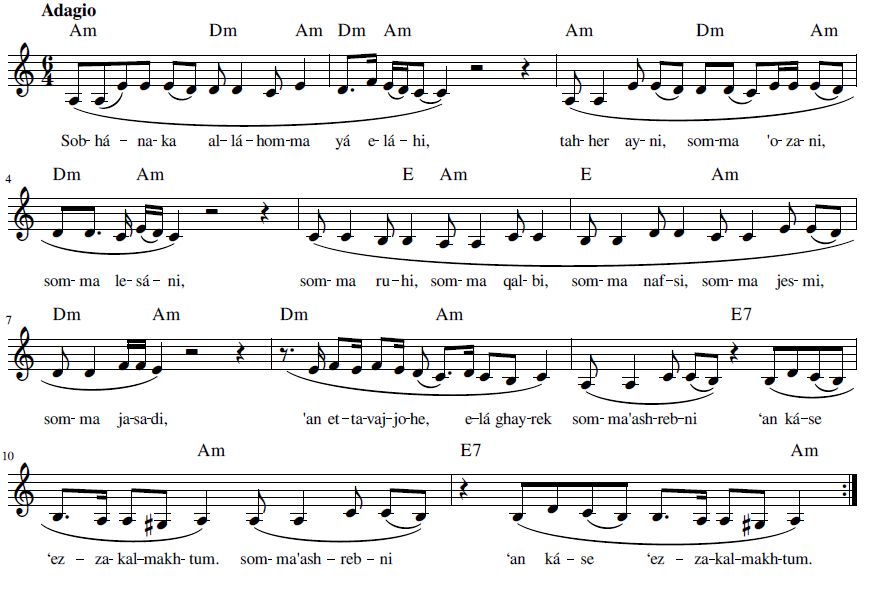 Adagio
Am Dm Am Dm Am Am Dm Am
6
4
Sob- há – na- ka al- lá- hom- ma yá e- lá- hi, tah- her ay- ni, som- ma 'o- za- ni,
4
Dm Am E Am E Am
som- ma le- sá – ni, som- ma ru- hi, som- ma qal- bi, som- ma naf- si, som- ma jes- mi,
7
Dm Am Dm Am E7
som- ma ja- sa- di, 'an et- ta- vaj- jo- he, e- lá ghay- rek som- ma'ash- reb- ni ‘an ká- se
10
Am E7 Am
‘ez – za- kal- makh- tum. som- ma'ash – reb – ni ‘an ká – se ‘ez – za- kal- makh- tum.